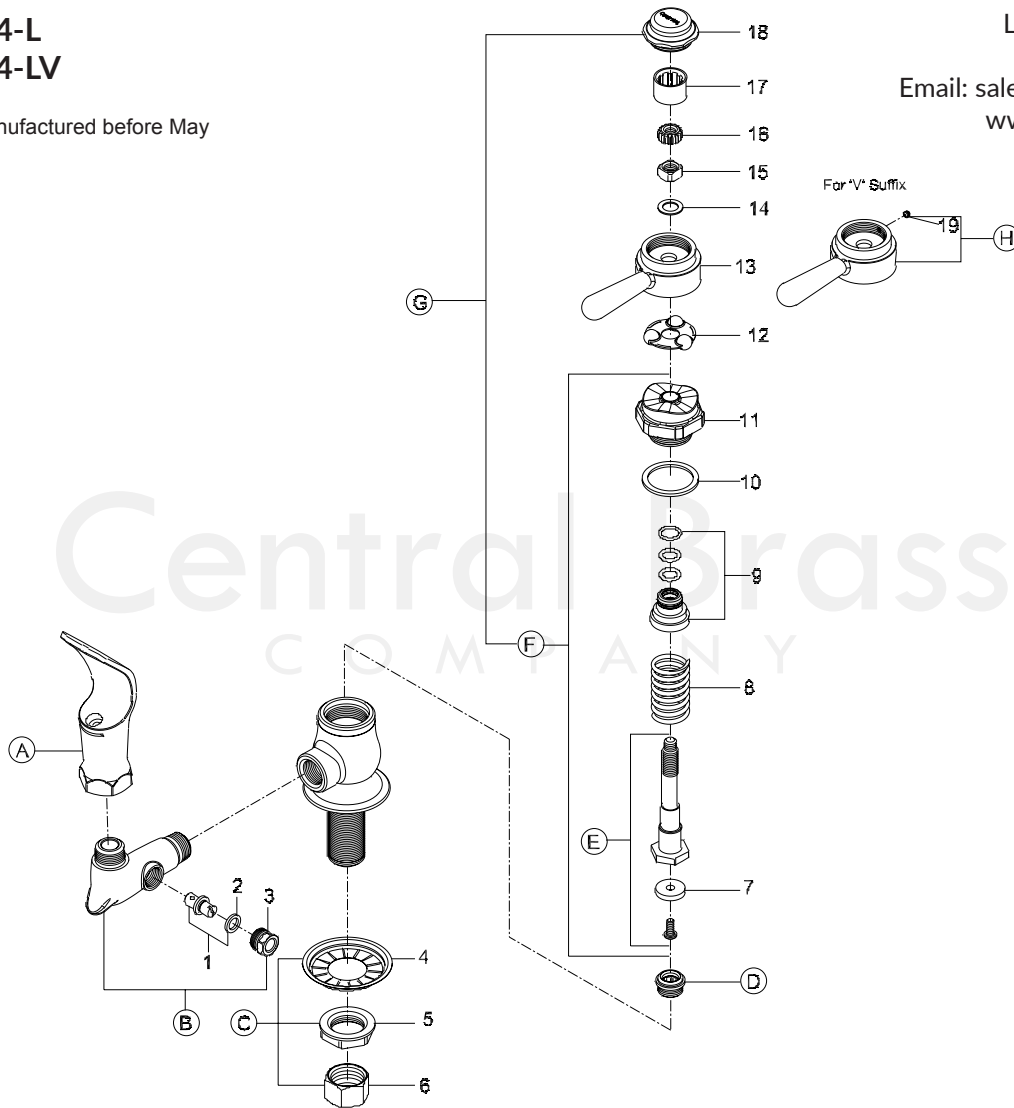 4-L
4-LV
nufactured before May
L
Email: sale
ww
18
17
16
15
14
13
12
11
10
9
8
7
For "V" Suffix
19
H
G
F
E
D
Central Brass
COMPANY
A
1
2
3
B
C
4
5
6